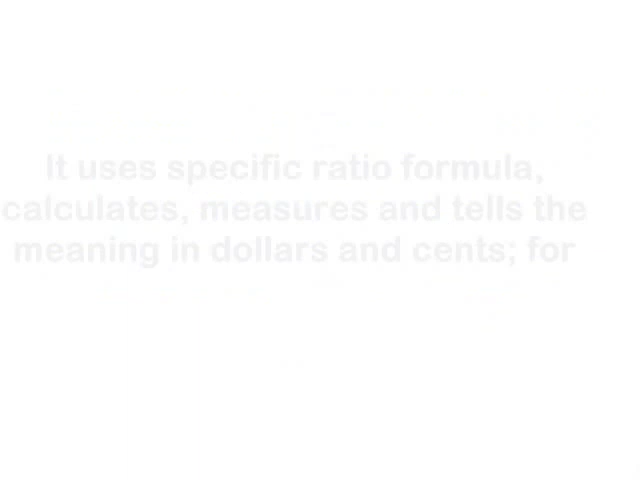 It uses specific ratio formula,
calculates, measures and tells the
meaning in dollars and cents; for